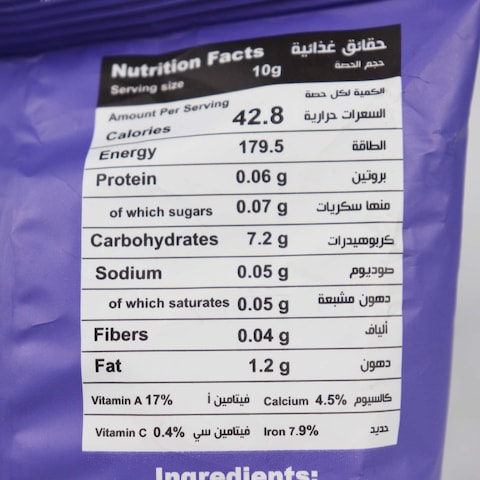 Nutrition Facts حقائق غذائية
Serving size 10g حجم الحصة
Amount Per Serving الكمية لكل حصة
Calories 42.8 السعرات حرارية
Energy 179.5 الطاقة
Protein 0.06 g بروتين
of which sugars 0.07 g منها سكريات
Carbohydrates 7.2 g كربوهيدرات
Sodium 0.05 g صوديوم
of which saturates 0.05 g دهون مشبعة
Fibers 0.04 g ألياف
Fat 1.2 g دهون
Vitamin A 17% فيتامين أ Calcium 4.5% كالسيوم
Vitamin C 0.4% فيتامين سي Iron 7.9% حديد
Ingredients: